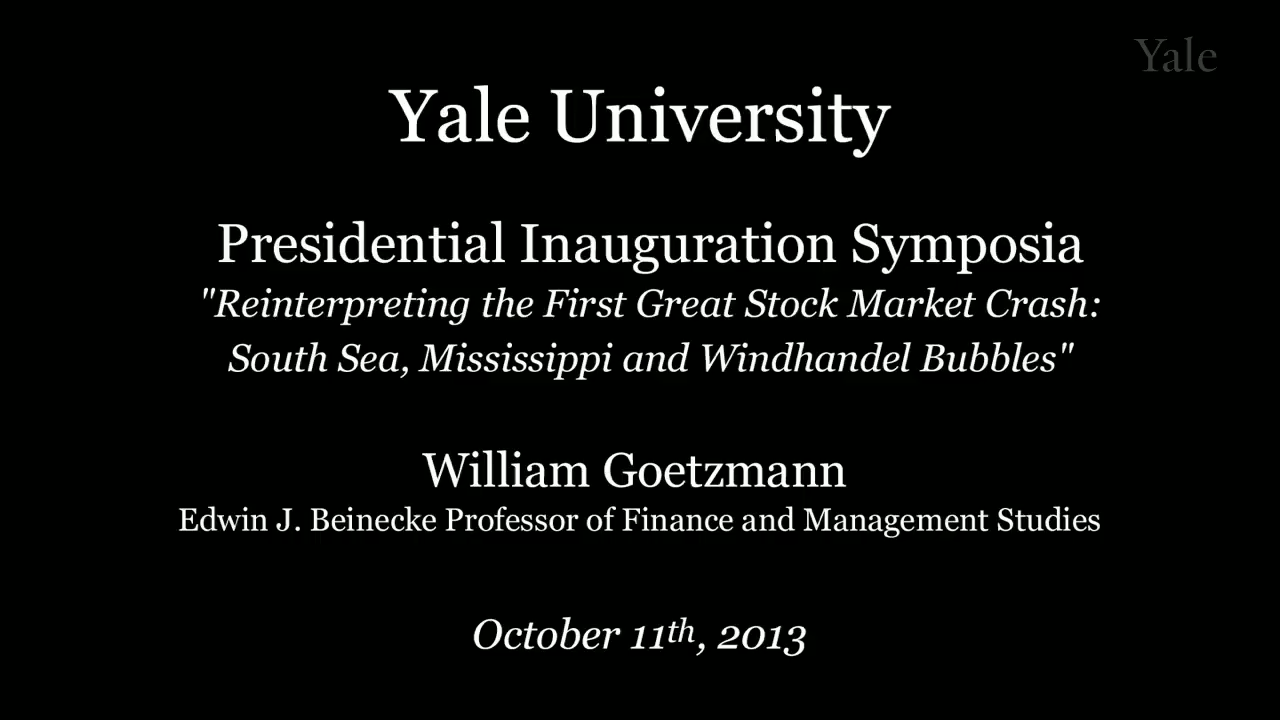 Yale
Yale University
Presidential Inauguration Symposia
"Reinterpreting the First Great Stock Market Crash:
South Sea, Mississippi and Windhandel Bubbles"
William Goetzmann
Edwin J. Beinecke Professor of Finance and Management Studies
October 11th, 2013